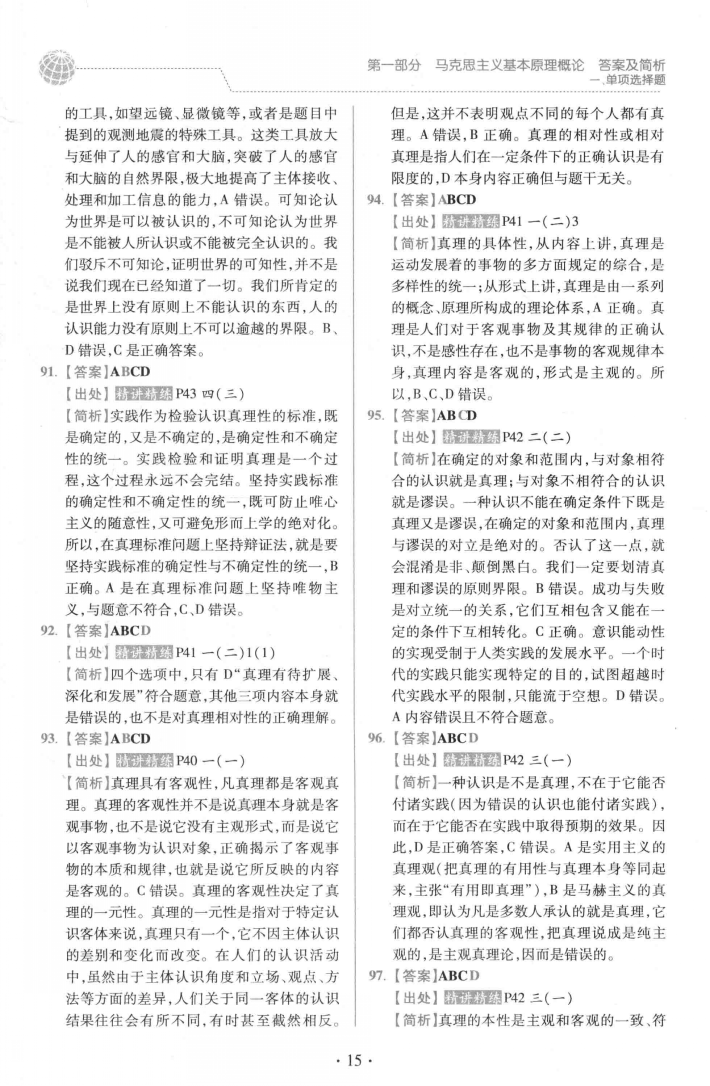 第一部分 马克思主义基本原理概论 答案及简析
一、单项选择题
的工具,如望远镜、显微镜等,或者是题目中
提到的观测地震的特殊工具。这类工具放大
与延伸了人的感官和大脑,突破了人的感官
和大脑的自然界限,极大地提高了主体接收、
处理和加工信息的能力,A 错误。可知论认
为世界是可以被认识的,不可知论认为世界
是不能被人所认识或不能被完全认识的。我
们驳斥不可知论,证明世界的可知性,并不是
说我们现在已经知道了一切。我们所肯定的
是世界上没有原则上不能认识的东西,人的
认识能力没有原则上不可以逾越的界限。B、
D 错误,C 是正确答案。
91. 【答案】ABCD
【出处】精讲精练 P43 四(三)
【简析】实践作为检验认识真理性的标准,既
是确定的,又是不确定的,是确定性和不确定
性的统一。实践检验和证明真理是一个过
程,这个过程永远不会完结。坚持实践标准
的确定性和不确定性的统一,既可防止唯心
主义的随意性,又可避免形而上学的绝对化。
所以,在真理标准问题上坚持辩证法,就是要
坚持实践标准的确定性与不确定性的统一,B
正确。A 是在真理标准问题上坚持唯物主
义,与题意不符合,C、D 错误。
92. 【答案】ABCD
【出处】精讲精练 P41 一(二)1(1)
【简析】四个选项中,只有 D“真理有待扩展、
深化和发展”符合题意,其他三项内容本身就
是错误的,也不是对真理相对性的正确理解。
93. 【答案】ABCD
【出处】精讲精练 P40 一(一)
【简析】真理具有客观性,凡真理都是客观真
理。真理的客观性并不是说真理本身就是客
观事物,也不是说它没有主观形式,而是说它
以客观事物为认识对象,正确揭示了客观事
物的本质和规律,也就是说它所反映的内容
是客观的。C 错误。真理的客观性决定了真
理的一元性。真理的一元性是指对于特定认
识客体来说,真理只有一个,它不因主体认识
的差别和变化而改变。在人们的认识活动
中,虽然由于主体认识角度和立场、观点、方
法等方面的差异,人们关于同一客体的认识
结果往往会有所不同,有时甚至截然相反。
但是,这并不表明观点不同的每个人都有真
理。A 错误,B 正确。真理的相对性或相对
真理是指人们在一定条件下的正确认识是有
限度的,D 本身内容正确但与题干无关。
94. 【答案】ABCD
【出处】精讲精练 P41 一(二)3
【简析】真理的具体性,从内容上讲,真理是
运动发展着的事物的多方面规定的综合,是
多样性的统一;从形式上讲,真理是由一系列
的概念、原理所构成的理论体系,A 正确。真
理是人们对于客观事物及其规律的正确认
识,不是感性存在,也不是事物的客观规律本
身,真理内容是客观的,形式是主观的。所
以,B、C、D 错误。
95. 【答案】ABCD
【出处】精讲精练 P42 二(二)
【简析】在确定的对象和范围内,与对象相符
合的认识就是真理;与对象不相符合的认识
就是谬误。一种认识不能在确定条件下既是
真理又是谬误,在确定的对象和范围内,真理
与谬误的对立是绝对的。否认了这一点,就
会混淆是非、颠倒黑白。我们一定要划清真
理和谬误的原则界限。B 错误。成功与失败
是对立统一的关系,它们互相包含又能在一
定的条件下互相转化。C 正确。意识能动性
的实现受制于人类实践的发展水平。一个时
代的实践只能实现特定的目的,试图超越时
代实践水平的限制,只能流于空想。D 错误。
A 内容错误且不符合题意。
96. 【答案】ABCD
【出处】精讲精练 P42 三(一)
【简析】一种认识是不是真理,不在于它能否
付诸实践(因为错误的认识也能付诸实践),
而在于它能否在实践中取得预期的效果。因
此,D 是正确答案,C 错误。A 是实用主义的
真理观(把真理的有用性与真理本身等同起
来,主张“有用即真理”),B 是马赫主义的真
理观,即认为凡是多数人承认的就是真理,它
们都否认真理的客观性,把真理说成是纯主
观的,是主观真理论,因而是错误的。
97. 【答案】ABCD
【出处】精讲精练 P42 三(一)
【简析】真理的本性是主观和客观的一致、符
· 15 ·